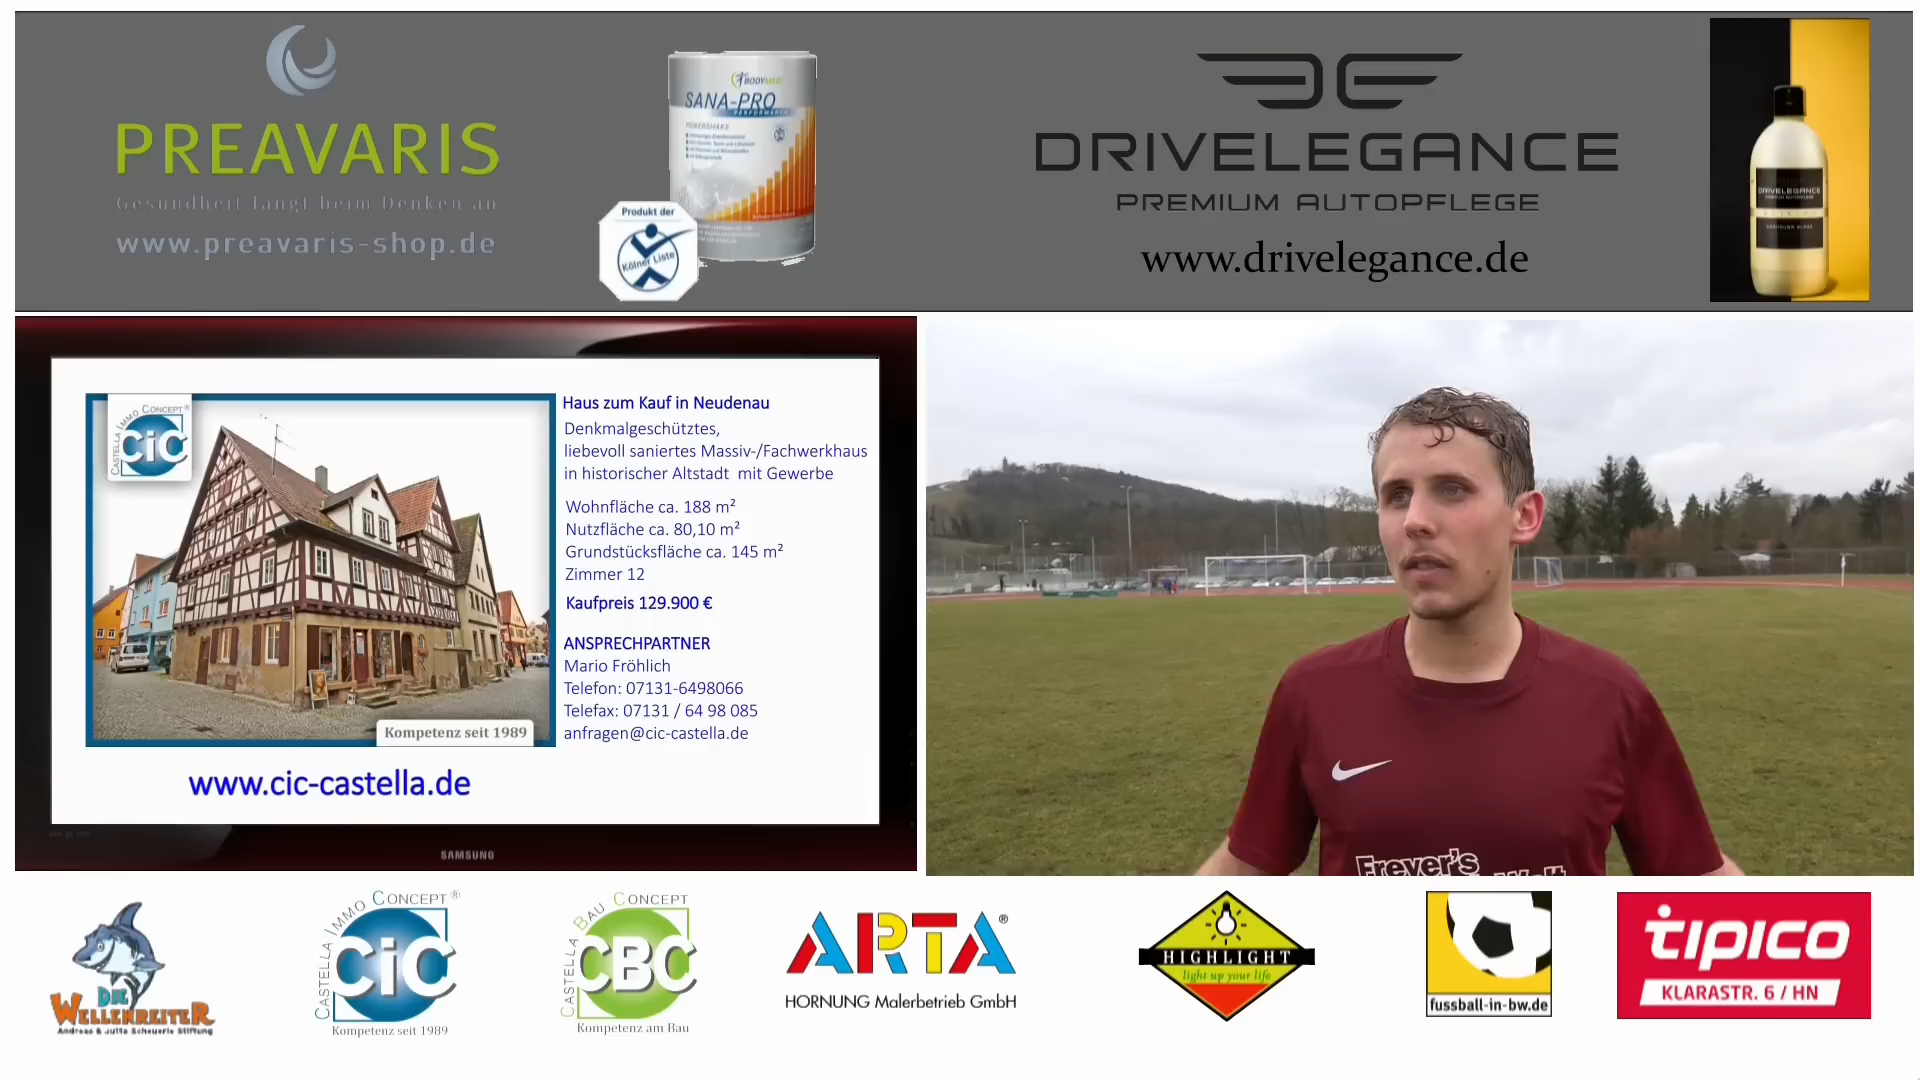 PREAVARIS
Gesundheit fängt beim Denken an
www.preavaris-shop.de
BODYMED
SANA-PRO
PERFORMANCE
POWERSHAKE
Produkt der
Kölner Liste
DRIVELEGANCE
PREMIUM AUTOPFLEGE
www.drivelegance.de
DRIVELEGANCE
PREMIUM AUTOPFLEGE
CASTELLA IMMO CONCEPT®
CiC
Kompetenz seit 1989
Haus zum Kauf in Neudenau
Denkmalgeschütztes,
liebevoll saniertes Massiv-/Fachwerkhaus
in historischer Altstadt mit Gewerbe
Wohnfläche ca. 188 m²
Nutzfläche ca. 80,10 m²
Grundstücksfläche ca. 145 m²
Zimmer 12
Kaufpreis 129.900 €
ANSPRECHPARTNER
Mario Fröhlich
Telefon: 07131-6498066
Telefax: 07131 / 64 98 085
anfragen@cic-castella.de
www.cic-castella.de
SAMSUNG
Freyer's
DIE
WELLENREITER
Andreas & Jutta Scheuerle Stiftung
CASTELLA IMMO CONCEPT®
CiC
Kompetenz seit 1989
CASTELLA BAU CONCEPT
CBC
Kompetenz am Bau
ARTA®
HORNUNG Malerbetrieb GmbH
HIGHLIGHT
light up your life
fussball-in-bw.de
tipico
KLARASTR. 6 / HN